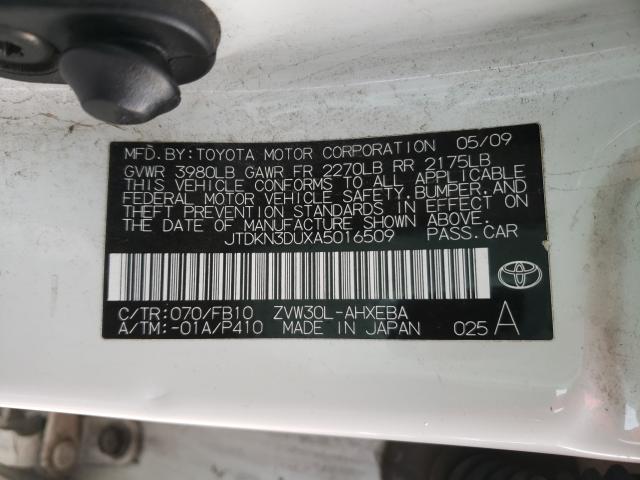 MFD. BY: TOYOTA MOTOR CORPORATION 05/09
GVWR 3980LB GAWR FR 2270LB RR 2175LB
THIS VEHICLE CONFORMS TO ALL APPLICABLE
FEDERAL MOTOR VEHICLE SAFETY, BUMPER, AND
THEFT PREVENTION STANDARDS IN EFFECT ON
THE DATE OF MANUFACTURE SHOWN ABOVE.
JTDKN3DUXA5016509 PASS. CAR
C/TR: 070/FB10 ZVW30L-AHXEBA
A/TM: -01A/P410 MADE IN JAPAN 025 A